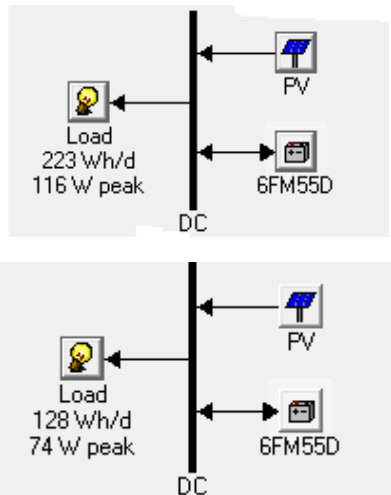 PV
Load
223 Wh/d
116 W peak
6FM55D
DC
PV
Load
128 Wh/d
74 W peak
6FM55D
DC